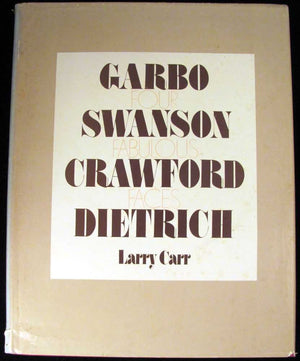 GARBO
FOUR
SWANSON
FABULOUS
CRAWFORD
FACES
DIETRICH
Larry Carr